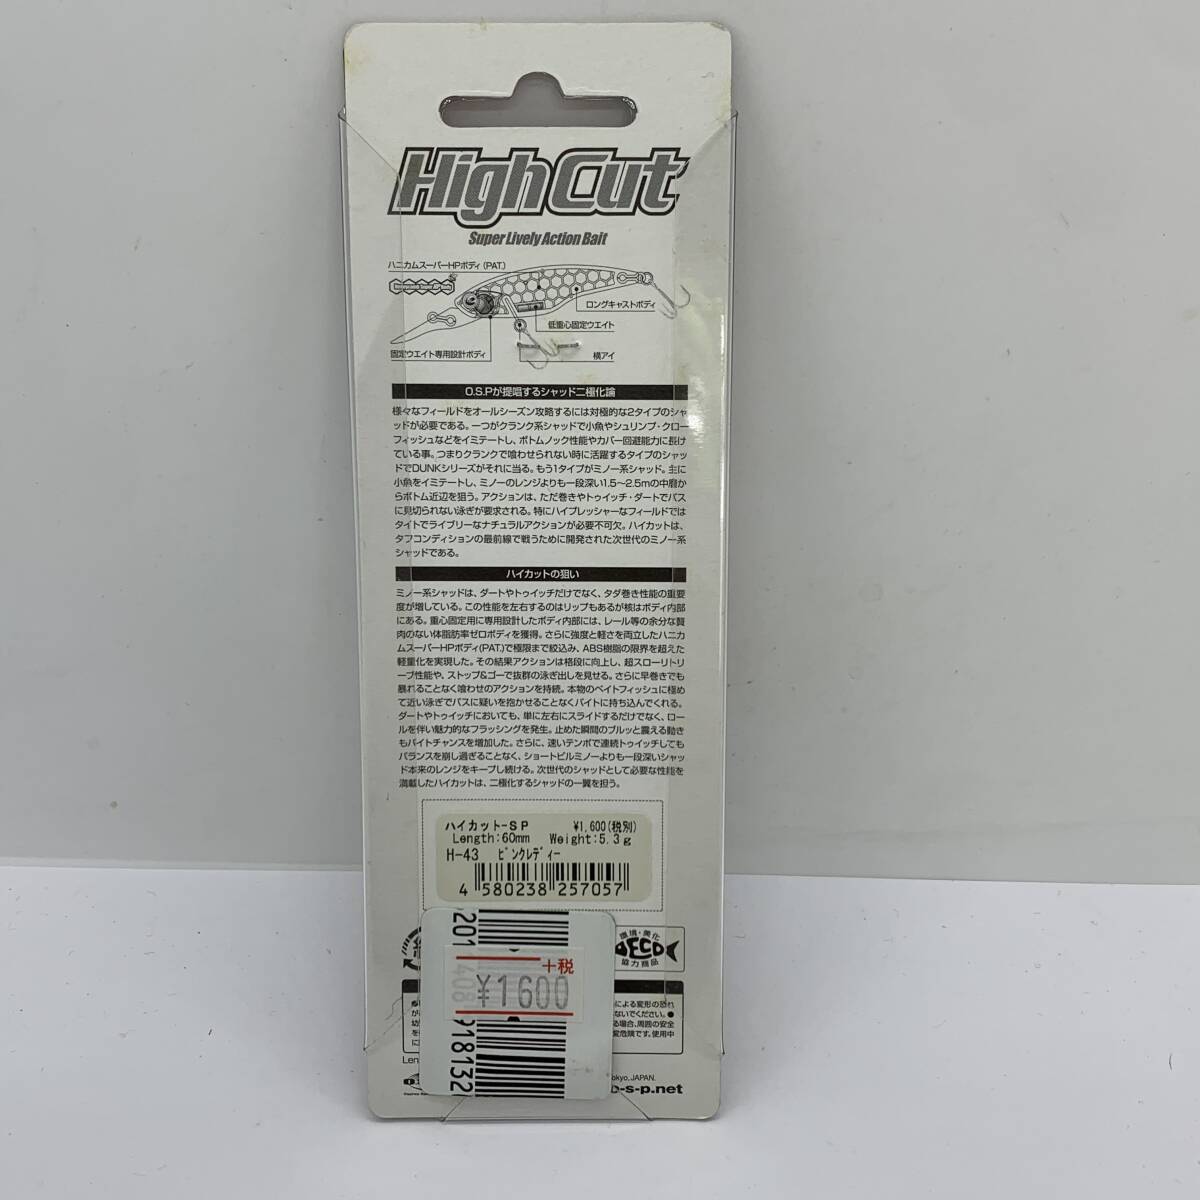 High Cut
Super Lively Action Bait
ハニカムスーパーHPボディ(PAT.)
ロングキャストボディ
低重心固定ウエイト
固定ウエイト専用設計ボディ
横アイ
O.S.Pが提唱するシャッド二極化論
様々なフィールドをオールシーズン攻略するには対極的な2タイプのシャ
ッドが必要である。一つがクランク系シャッドで小魚やシュリンプ・クロー
フィッシュなどをイミテートし、ボトムノック性能やカバー回避能力に長け
ている事。つまりクランクで喰わせられない時に活躍するタイプのシャッ
ドでDUNKシリーズがそれに当る。もう1タイプがミノー系シャッド。主に
小魚をイミテートし、ミノーのレンジよりも一段深い1.5〜2.5mの中層か
らボトム近辺を狙う。アクションは、ただ巻きやトゥイッチ・ダートでバス
に見切られない泳ぎが要求される。特にハイプレッシャーなフィールドでは
タイトでライブリーなナチュラルアクションが必要不可欠。ハイカットは、
タフコンディションの最前線で戦うために開発された次世代のミノー系
シャッドである。
ハイカットの狙い
ミノー系シャッドは、ダートやトゥイッチだけでなく、タダ巻き性能の重要
度が増している。この性能を左右するのはリップもあるが核はボディ内部
にある。重心固定用に専用設計したボディ内部には、レール等の余分な贅
肉のない体脂肪率ゼロボディを獲得。さらに強度と軽さを両立したハニカ
ムスーパーHPボディ(PAT.)で極限まで絞込み、ABS樹脂の限界を超えた
軽量化を実現した。その結果アクションは格段に向上し、超スローリトリ
ーブ性能や、ストップ&ゴーで抜群の泳ぎ出しを見せる。さらに早巻きでも
暴れることなく喰わせのアクションを持続。本物のベイトフィッシュに極め
て近い泳ぎでバスに疑いを抱かせることなくバイトに持ち込んでくれる。
ダートやトゥイッチにおいても、単に左右にスライドするだけでなく、ロー
ルを伴い魅力的なフラッシングを発生。止めた瞬間のブルッと震える動き
もバイトチャンスを増加した。さらに、速いテンポで連続トゥイッチしても
バランスを崩し過ぎることなく、ショートビルミノーよりも一段深いシャッ
ド本来のレンジをキープし続ける。次世代のシャッドとして必要な性能を
満載したハイカットは、二極化するシャッドの一翼を担う。
ハイカット-SP ¥1,600(税別)
Length:60mm Weight:5.3g
H-43 ピンクレディー
4 580238 257057
環境・美化
DECO
協力商品
+税
¥1600
918132
による変形の恐れ
ないでください。●
る場合、周囲の安全
変危険です。使用中
Len
Tokyo, JAPAN.
o-s-p.net